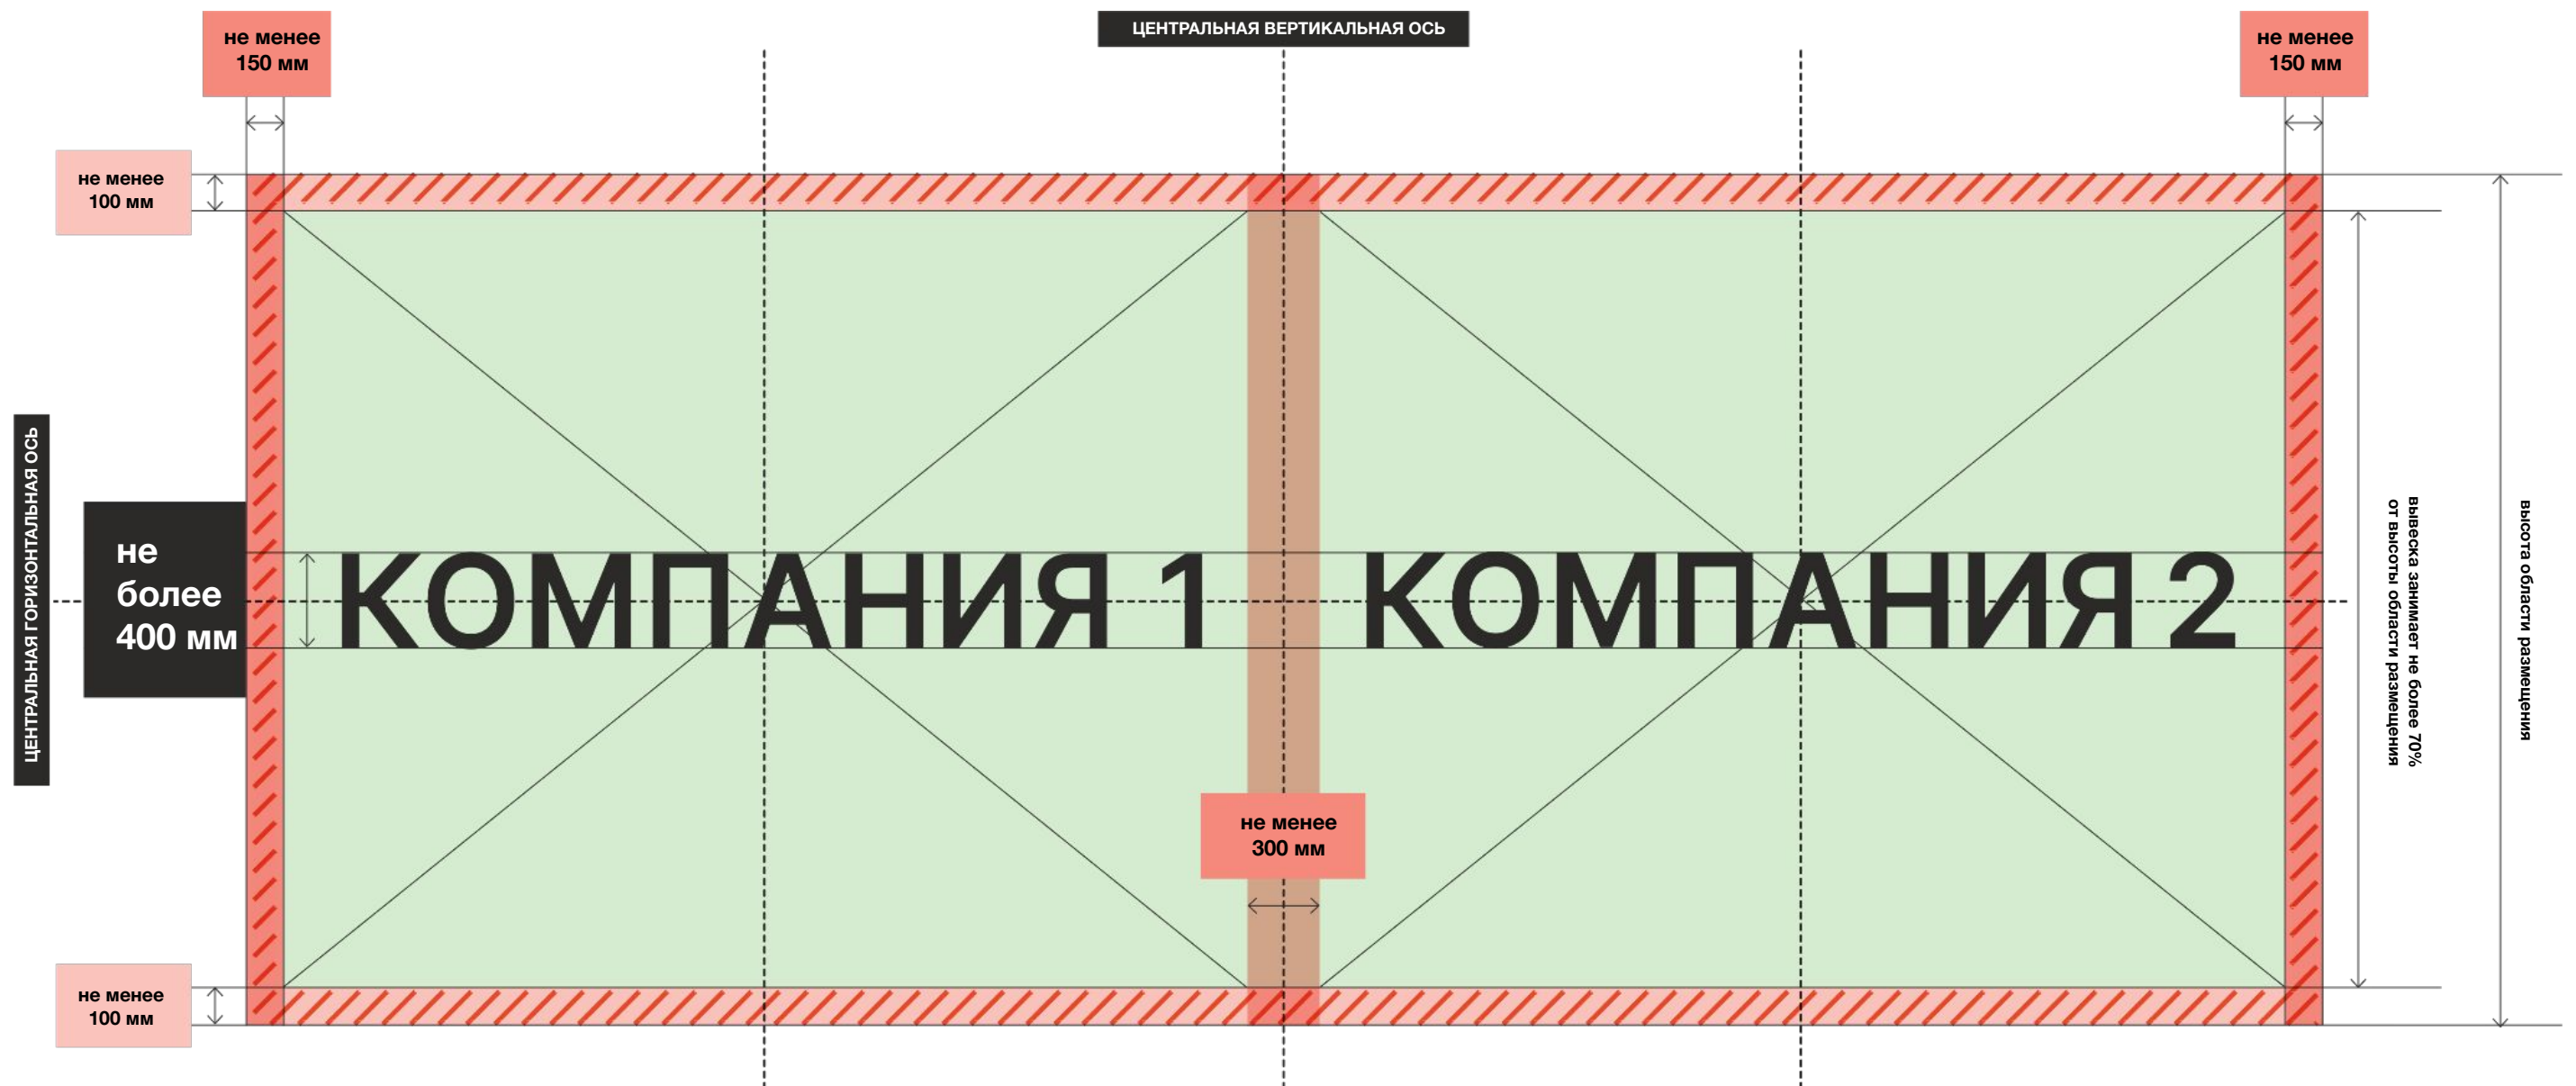 не менее
150 мм
ЦЕНТРАЛЬНАЯ ВЕРТИКАЛЬНАЯ ОСЬ
не менее
150 мм
не менее
100 мм
ЦЕНТРАЛЬНАЯ ГОРИЗОНТАЛЬНАЯ ОСЬ
не
более
400 мм
КОМПАНИЯ 1
КОМПАНИЯ 2
вывеска занимает не более 70%
от высоты области размещения
высота области размещения
не менее
300 мм
не менее
100 мм